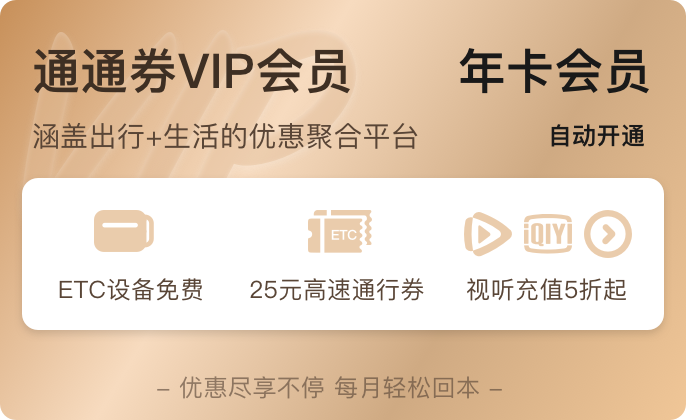 通通券VIP会员 年卡会员
涵盖出行+生活的优惠聚合平台 自动开通
VIP
ETC iQIYI
ETC设备免费 25元高速通行券 视听充值5折起
– 优惠尽享不停 每月轻松回本 –